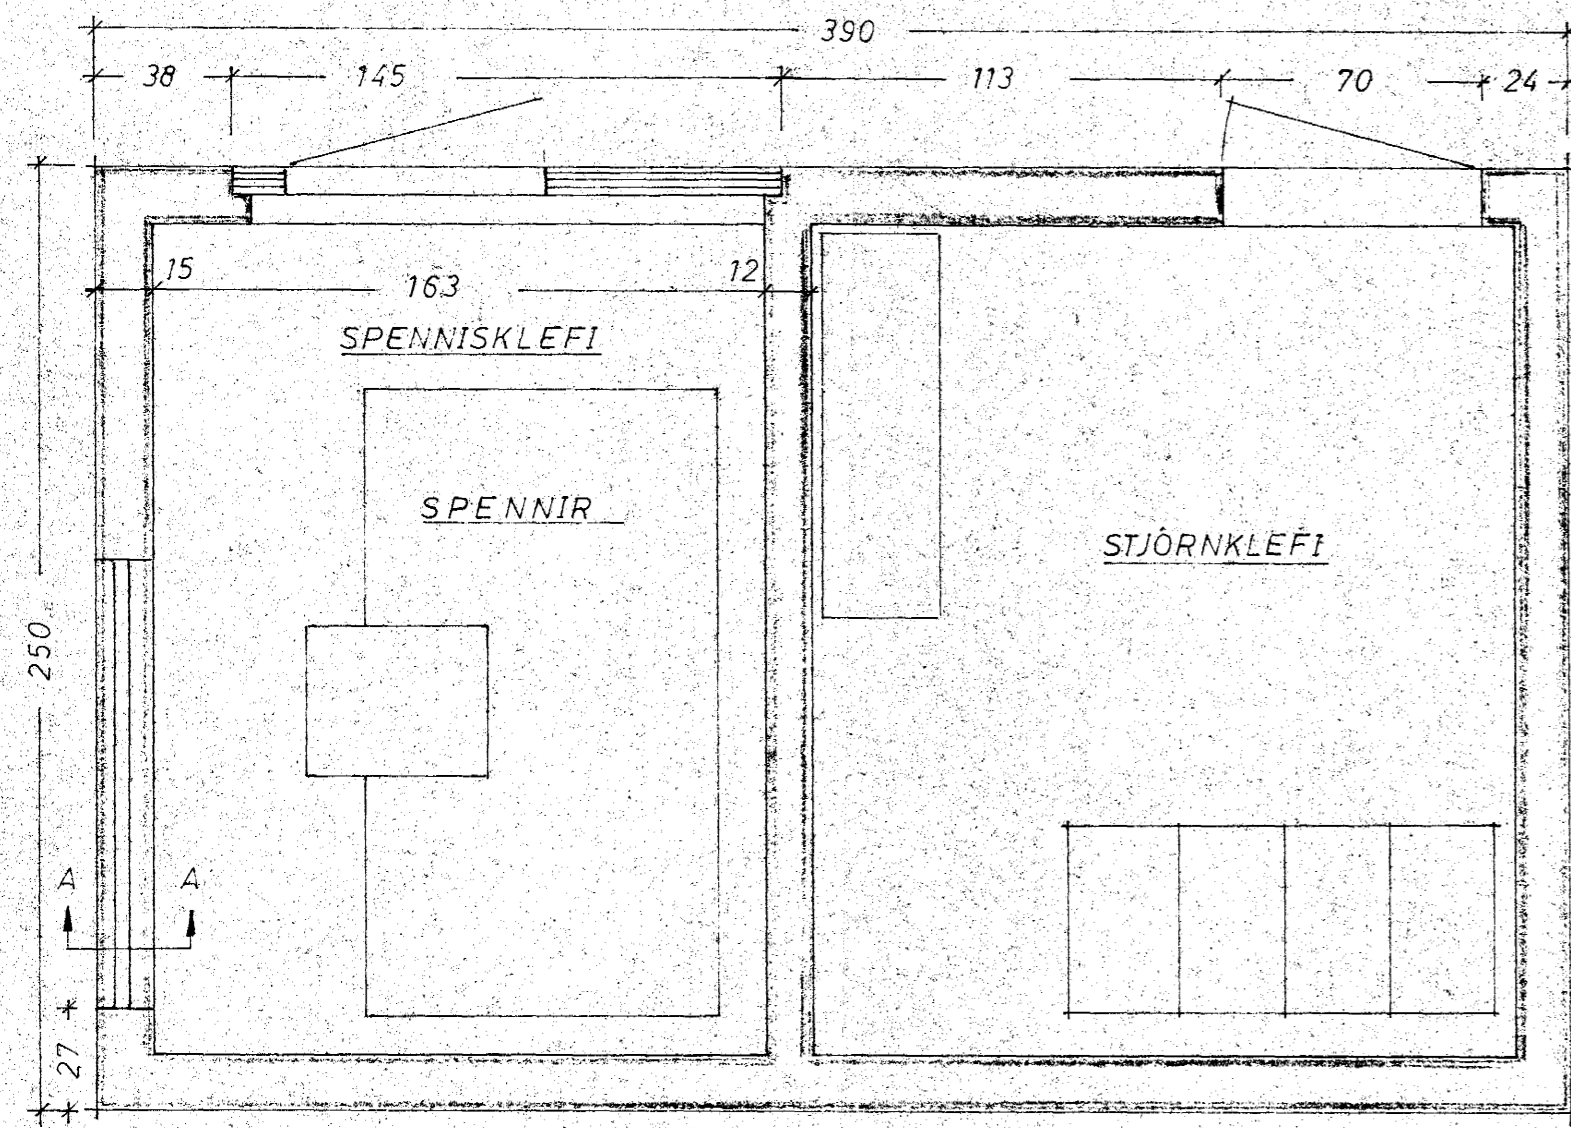 390
38 145 113 70 24
15 163 12
SPENNISKLEFI
SPENNIR
STJÓRNKLEFI
250
A A
27